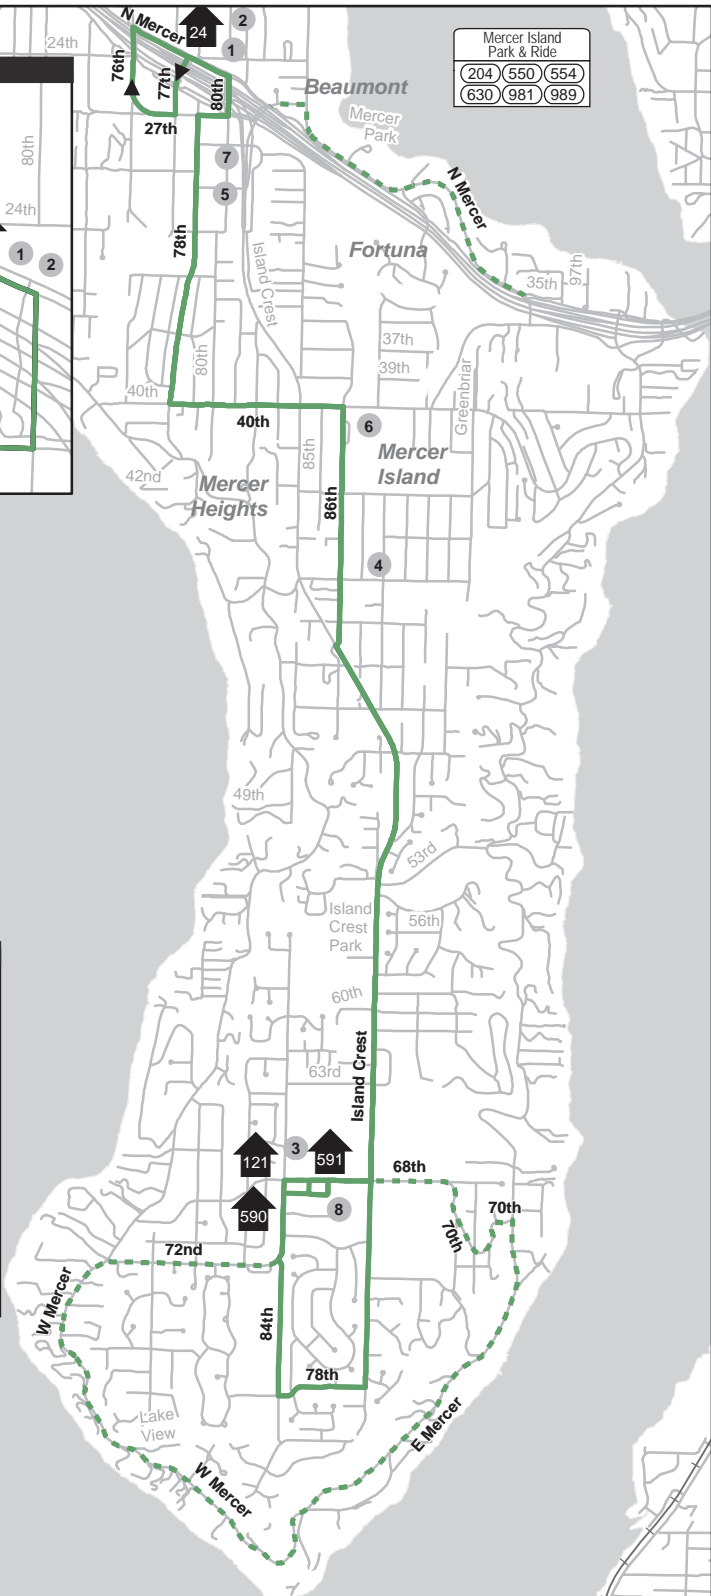 N Mercer
24
2
1
24th
76th
77th
80th
27th
Mercer Island
Park & Ride
204 550 554
630 981 989
Beaumont
Mercer
Park
80th
7
5
24th
1 2
78th
Island Crest
N Mercer
Fortuna
35th
97th
37th
39th
80th
40th
40th
Greenbriar
6
Mercer
Island
85th
86th
42nd
Mercer
Heights
4
49th
53rd
Island
Crest
Park
56th
60th
Island Crest
63rd
121
3
591
68th
590
8
70th
70th
72nd
W Mercer
84th
78th
Lake
View
E Mercer
W Mercer